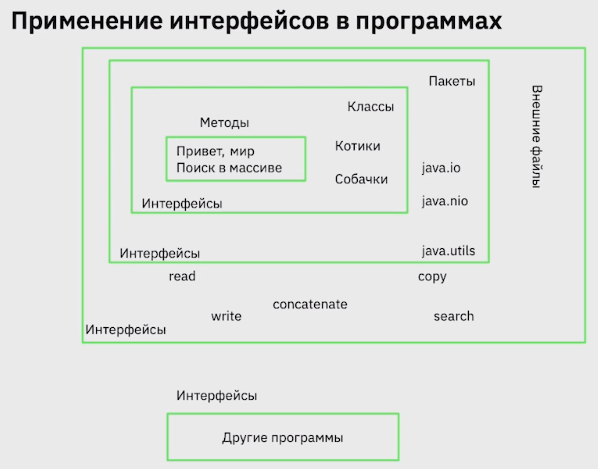 Применение интерфейсов в программах
Пакеты
Внешние файлы
Классы
Методы
Привет, мир
Поиск в массиве
Котики
Собачки
java.io
java.nio
Интерфейсы
java.utils
Интерфейсы
read
copy
concatenate
write
search
Интерфейсы
Интерфейсы
Другие программы